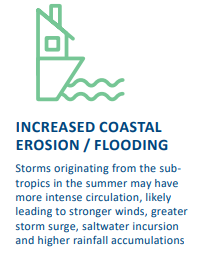 INCREASED COASTAL
EROSION / FLOODING
Storms originating from the sub-
tropics in the summer may have
more intense circulation, likely
leading to stronger winds, greater
storm surge, saltwater incursion
and higher rainfall accumulations